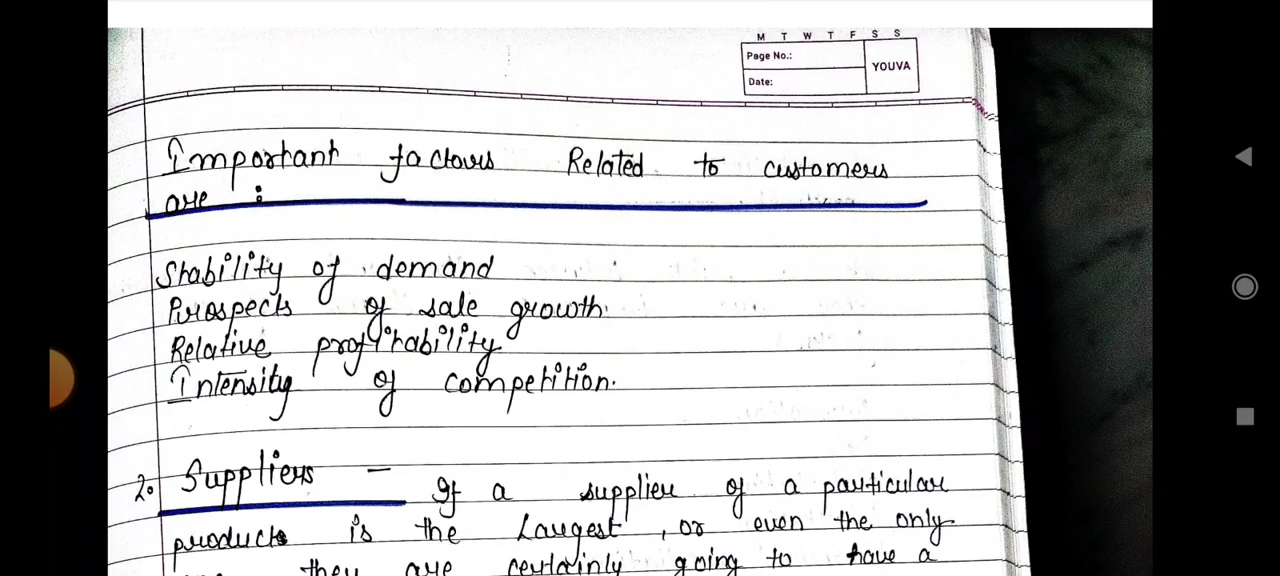 M T W T F S S
Page No.:
YOUVA
Date:
Important factors Related to customers
are :
Stability of demand
Prospects of sale growth.
Relative profitability
Intensity of competition.
2. Suppliers — If a supplier of a particular
products is the Largest, or even the only
they are certainly going to have a